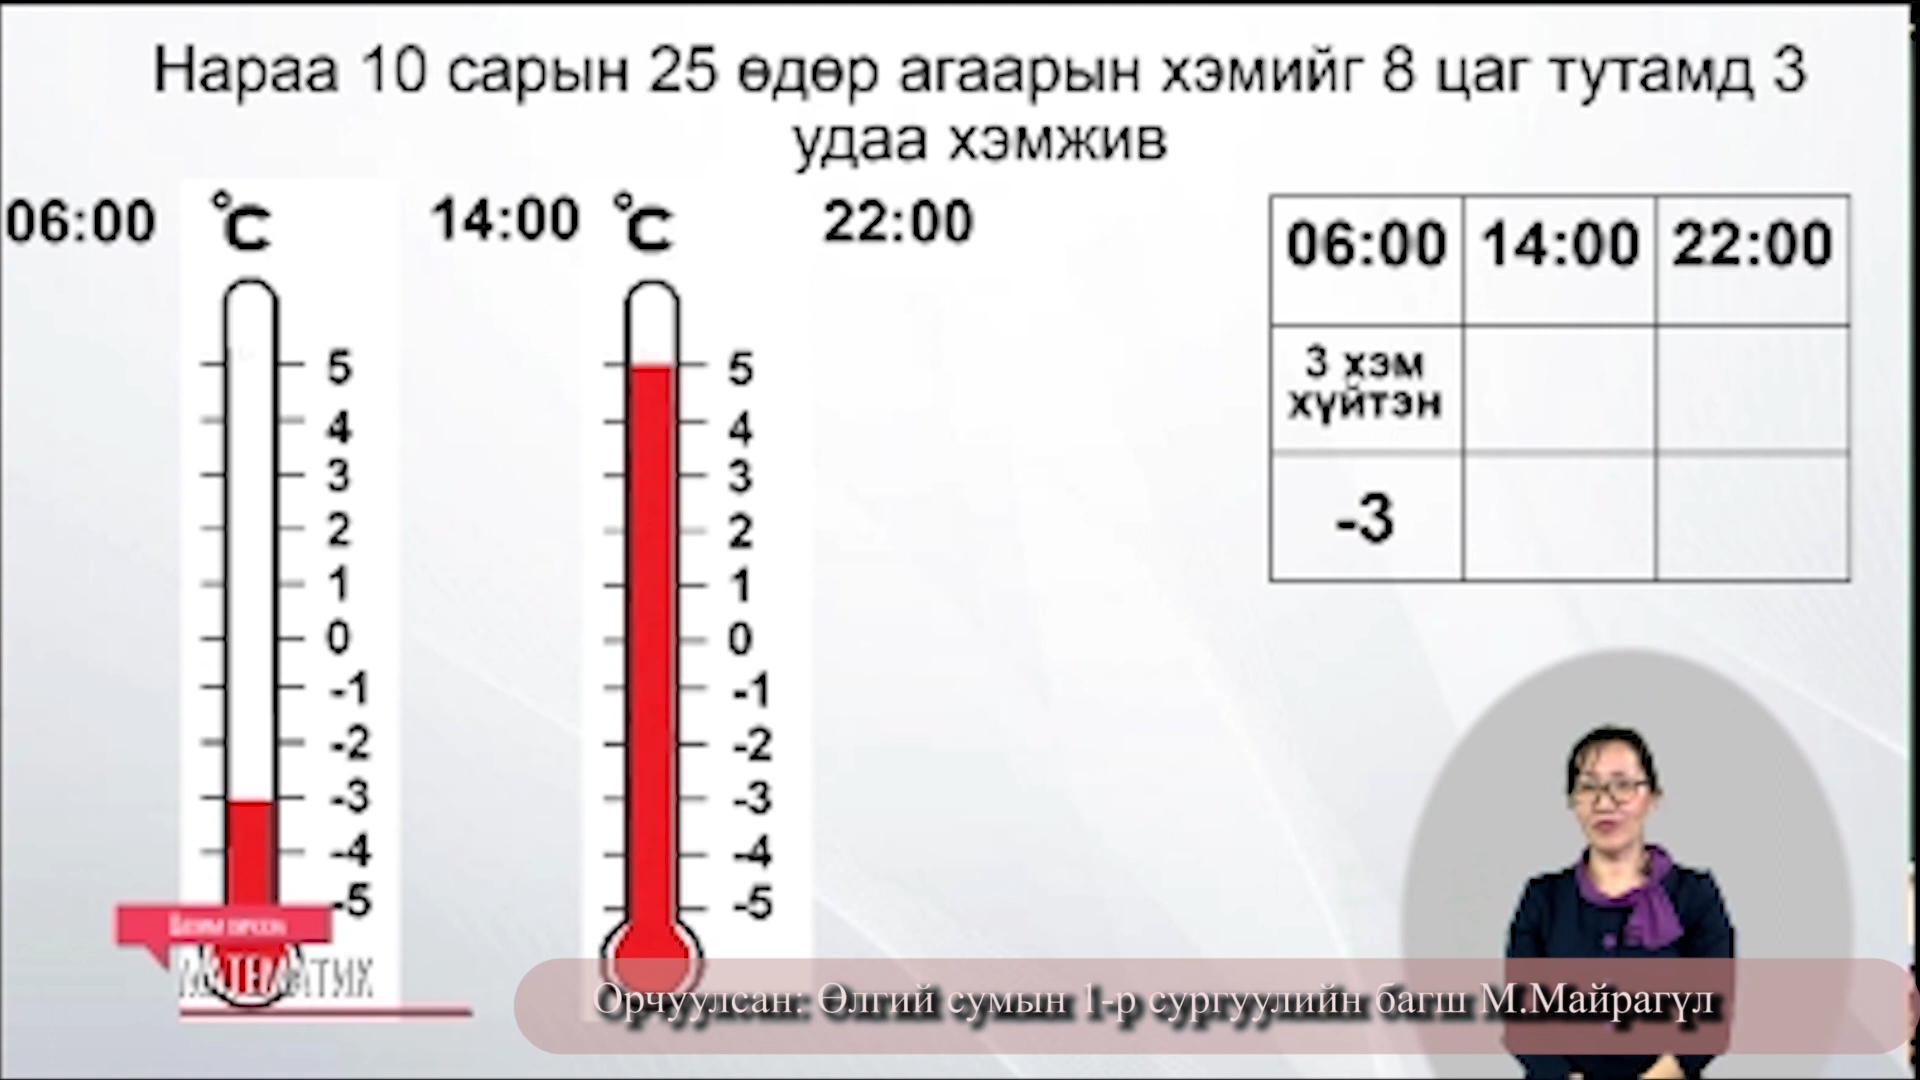 Нараа 10 сарын 25 өдөр агаарын хэмийг 8 цаг тутамд 3
удаа хэмжив
06:00
°C
14:00
°C
22:00
5
4
3
2
1
0
-1
-2
-3
-4
-5
5
4
3
2
1
0
-1
-2
-3
-4
-5
06:00 14:00 22:00
3 хэм
хүйтэн
-3
МАТЕМАТИК
Орчуулсан: Өлгий сумын 1-р сургуулийн багш М.Майрагүл